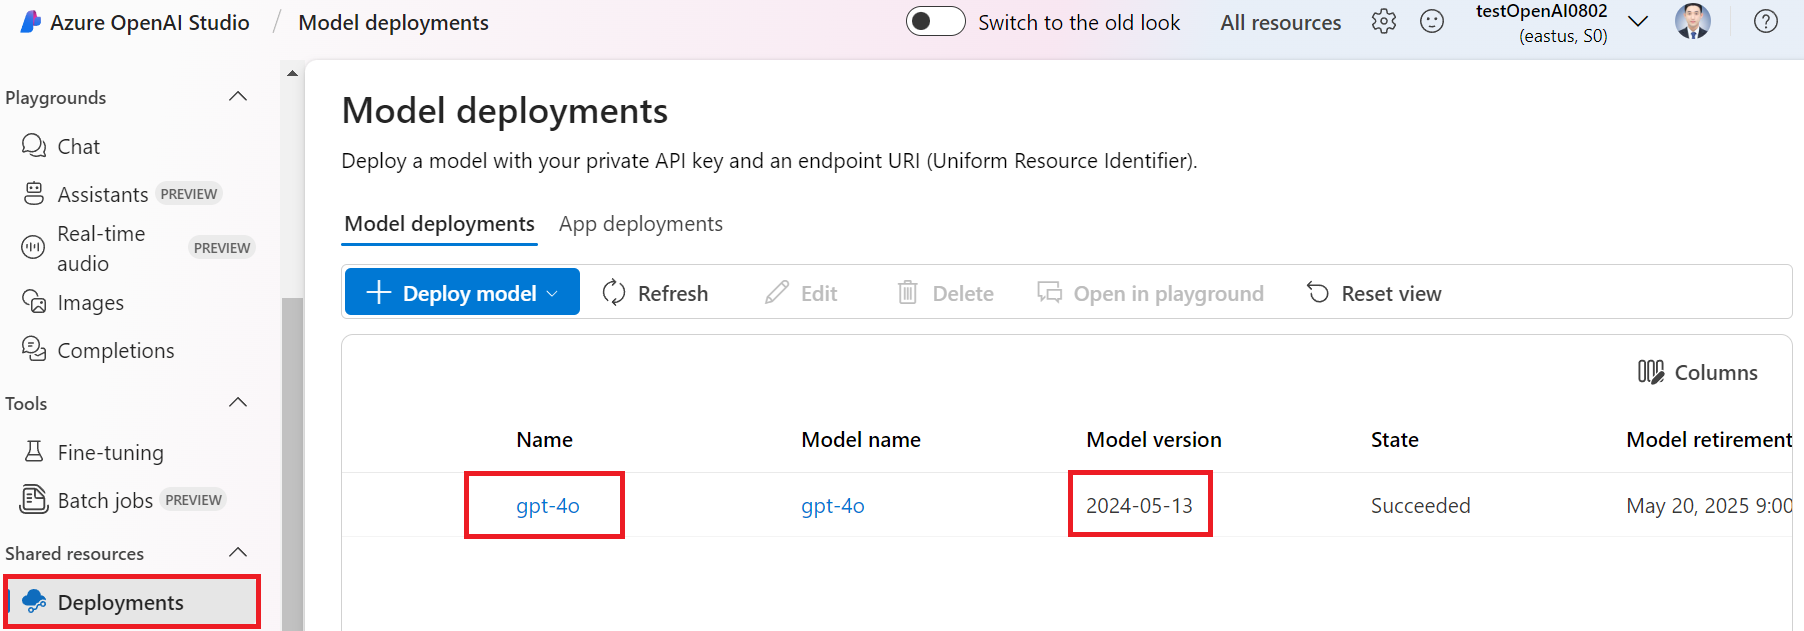 Azure OpenAI Studio / Model deployments
Switch to the old look
All resources
testOpenAI0802
(eastus, S0)
Playgrounds
Chat
Assistants PREVIEW
Real-time audio PREVIEW
Images
Completions
Tools
Fine-tuning
Batch jobs PREVIEW
Shared resources
Deployments
Model deployments
Deploy a model with your private API key and an endpoint URI (Uniform Resource Identifier).
Model deployments App deployments
Deploy model Refresh Edit Delete Open in playground Reset view
Columns
Name Model name Model version State Model retirement
gpt-4o gpt-4o 2024-05-13 Succeeded May 20, 2025 9:00